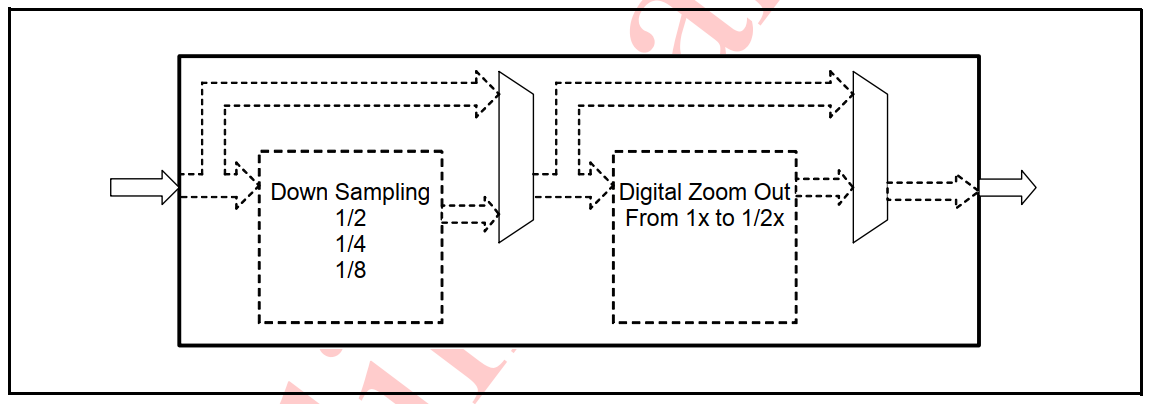 Down Sampling
1/2
1/4
1/8
Digital Zoom Out
From 1x to 1/2x